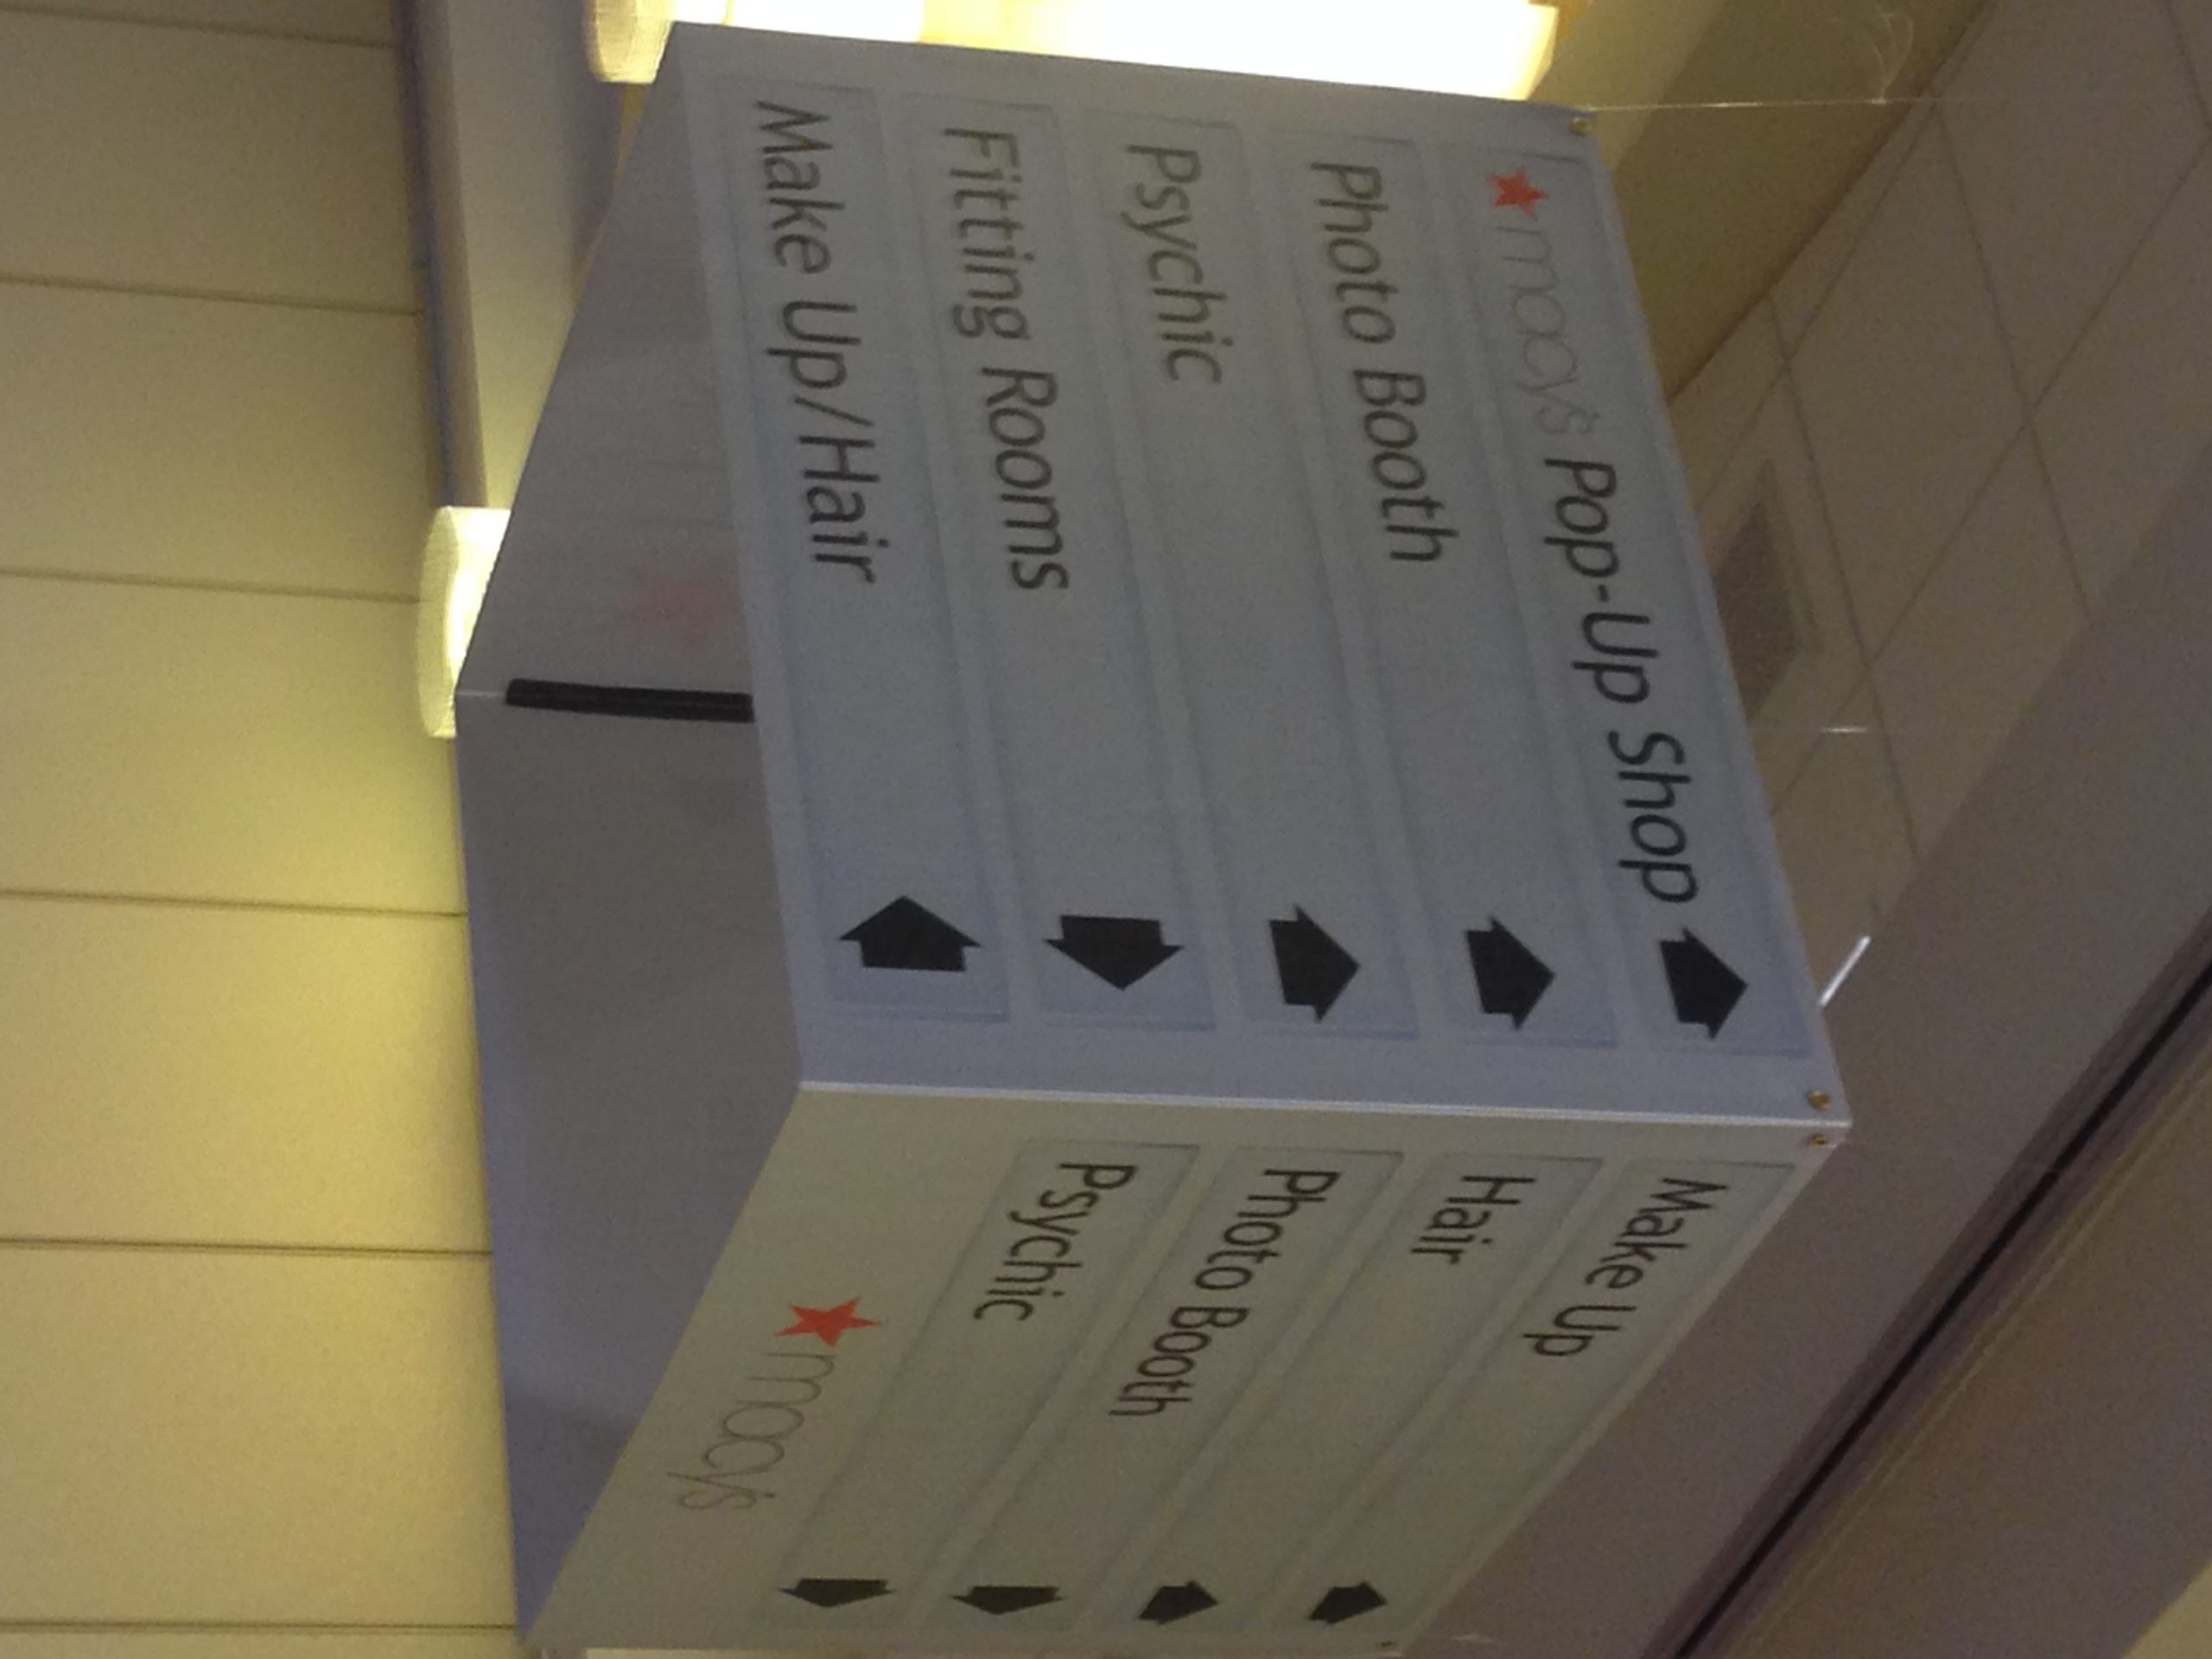 macy's Pop-Up Shop
Photo Booth
Psychic
Fitting Rooms
Make Up/Hair
Make Up
Hair
Photo Booth
Psychic
macy's